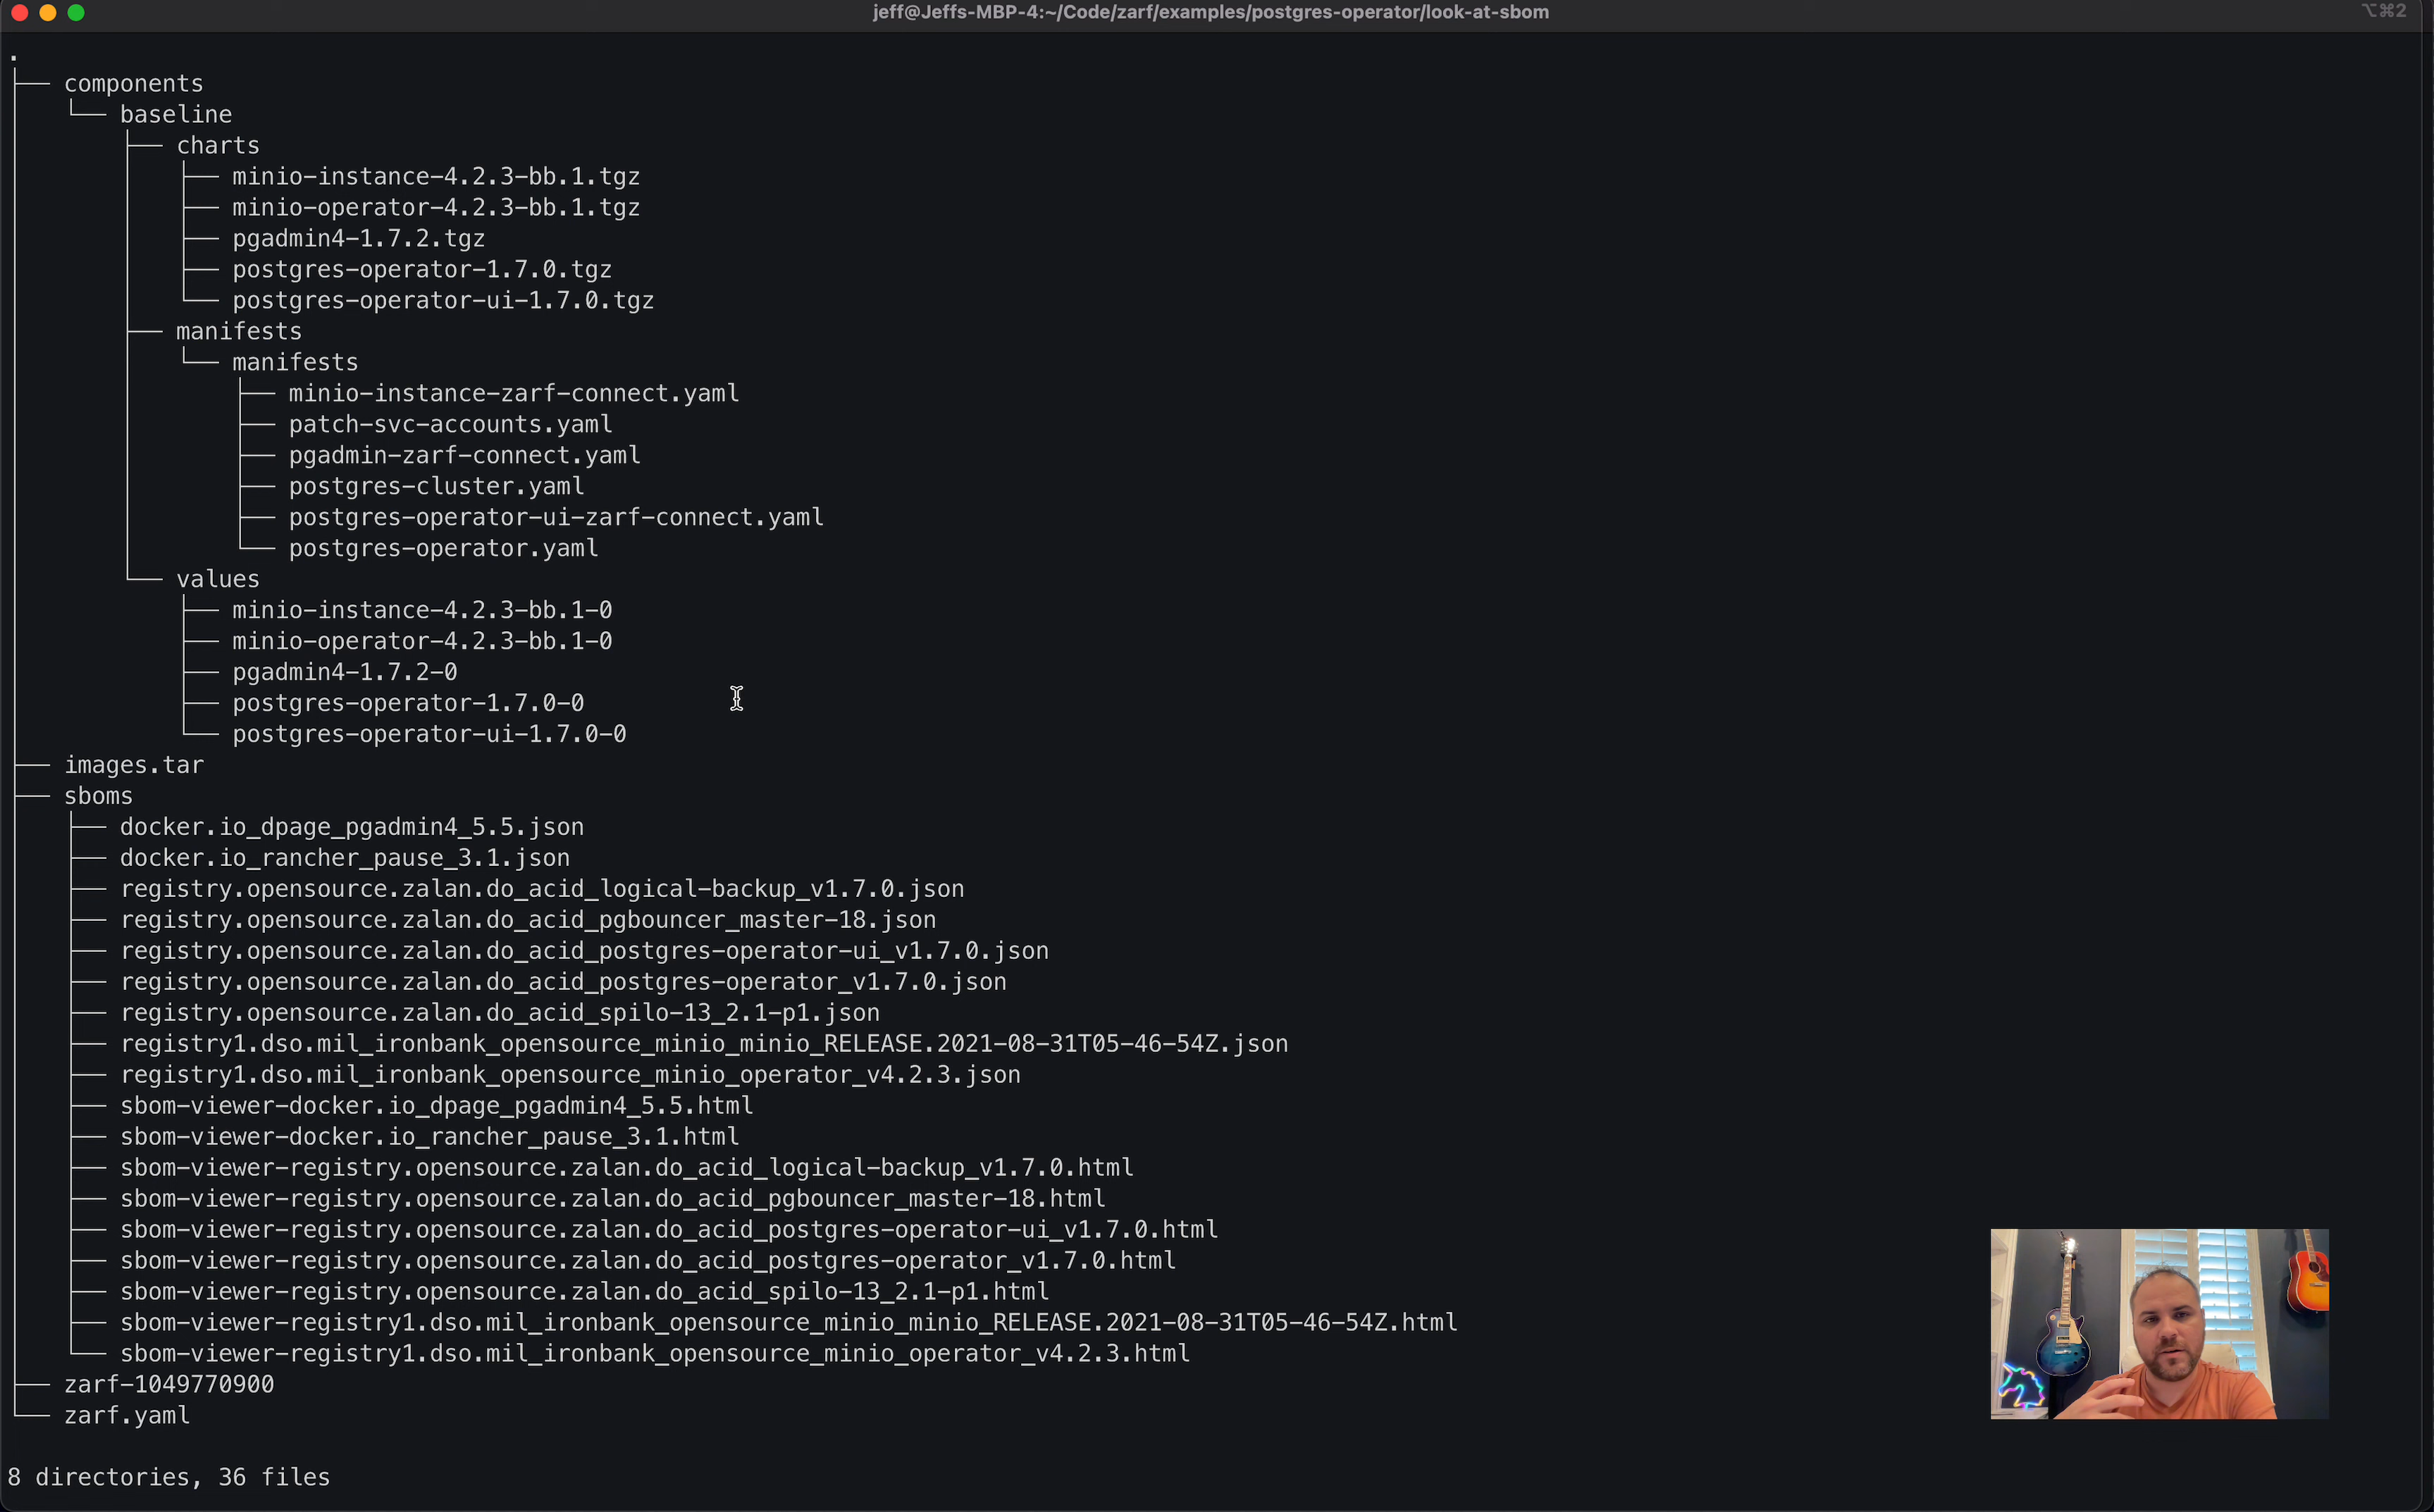 jeff@Jeffs-MBP-4:~/Code/zarf/examples/postgres-operator/look-at-sbom
⌥⌘2
.
├── components
│   └── baseline
│       ├── charts
│       │   ├── minio-instance-4.2.3-bb.1.tgz
│       │   ├── minio-operator-4.2.3-bb.1.tgz
│       │   ├── pgadmin4-1.7.2.tgz
│       │   ├── postgres-operator-1.7.0.tgz
│       │   └── postgres-operator-ui-1.7.0.tgz
│       ├── manifests
│       │   └── manifests
│       │       ├── minio-instance-zarf-connect.yaml
│       │       ├── patch-svc-accounts.yaml
│       │       ├── pgadmin-zarf-connect.yaml
│       │       ├── postgres-cluster.yaml
│       │       ├── postgres-operator-ui-zarf-connect.yaml
│       │       └── postgres-operator.yaml
│       └── values
│           ├── minio-instance-4.2.3-bb.1-0
│           ├── minio-operator-4.2.3-bb.1-0
│           ├── pgadmin4-1.7.2-0
│           ├── postgres-operator-1.7.0-0
│           └── postgres-operator-ui-1.7.0-0
├── images.tar
├── sboms
│   ├── docker.io_dpage_pgadmin4_5.5.json
│   ├── docker.io_rancher_pause_3.1.json
│   ├── registry.opensource.zalan.do_acid_logical-backup_v1.7.0.json
│   ├── registry.opensource.zalan.do_acid_pgbouncer_master-18.json
│   ├── registry.opensource.zalan.do_acid_postgres-operator-ui_v1.7.0.json
│   ├── registry.opensource.zalan.do_acid_postgres-operator_v1.7.0.json
│   ├── registry.opensource.zalan.do_acid_spilo-13_2.1-p1.json
│   ├── registry1.dso.mil_ironbank_opensource_minio_minio_RELEASE.2021-08-31T05-46-54Z.json
│   ├── registry1.dso.mil_ironbank_opensource_minio_operator_v4.2.3.json
│   ├── sbom-viewer-docker.io_dpage_pgadmin4_5.5.html
│   ├── sbom-viewer-docker.io_rancher_pause_3.1.html
│   ├── sbom-viewer-registry.opensource.zalan.do_acid_logical-backup_v1.7.0.html
│   ├── sbom-viewer-registry.opensource.zalan.do_acid_pgbouncer_master-18.html
│   ├── sbom-viewer-registry.opensource.zalan.do_acid_postgres-operator-ui_v1.7.0.html
│   ├── sbom-viewer-registry.opensource.zalan.do_acid_postgres-operator_v1.7.0.html
│   ├── sbom-viewer-registry.opensource.zalan.do_acid_spilo-13_2.1-p1.html
│   ├── sbom-viewer-registry1.dso.mil_ironbank_opensource_minio_minio_RELEASE.2021-08-31T05-46-54Z.html
│   └── sbom-viewer-registry1.dso.mil_ironbank_opensource_minio_operator_v4.2.3.html
├── zarf-1049770900
└── zarf.yaml
8 directories, 36 files